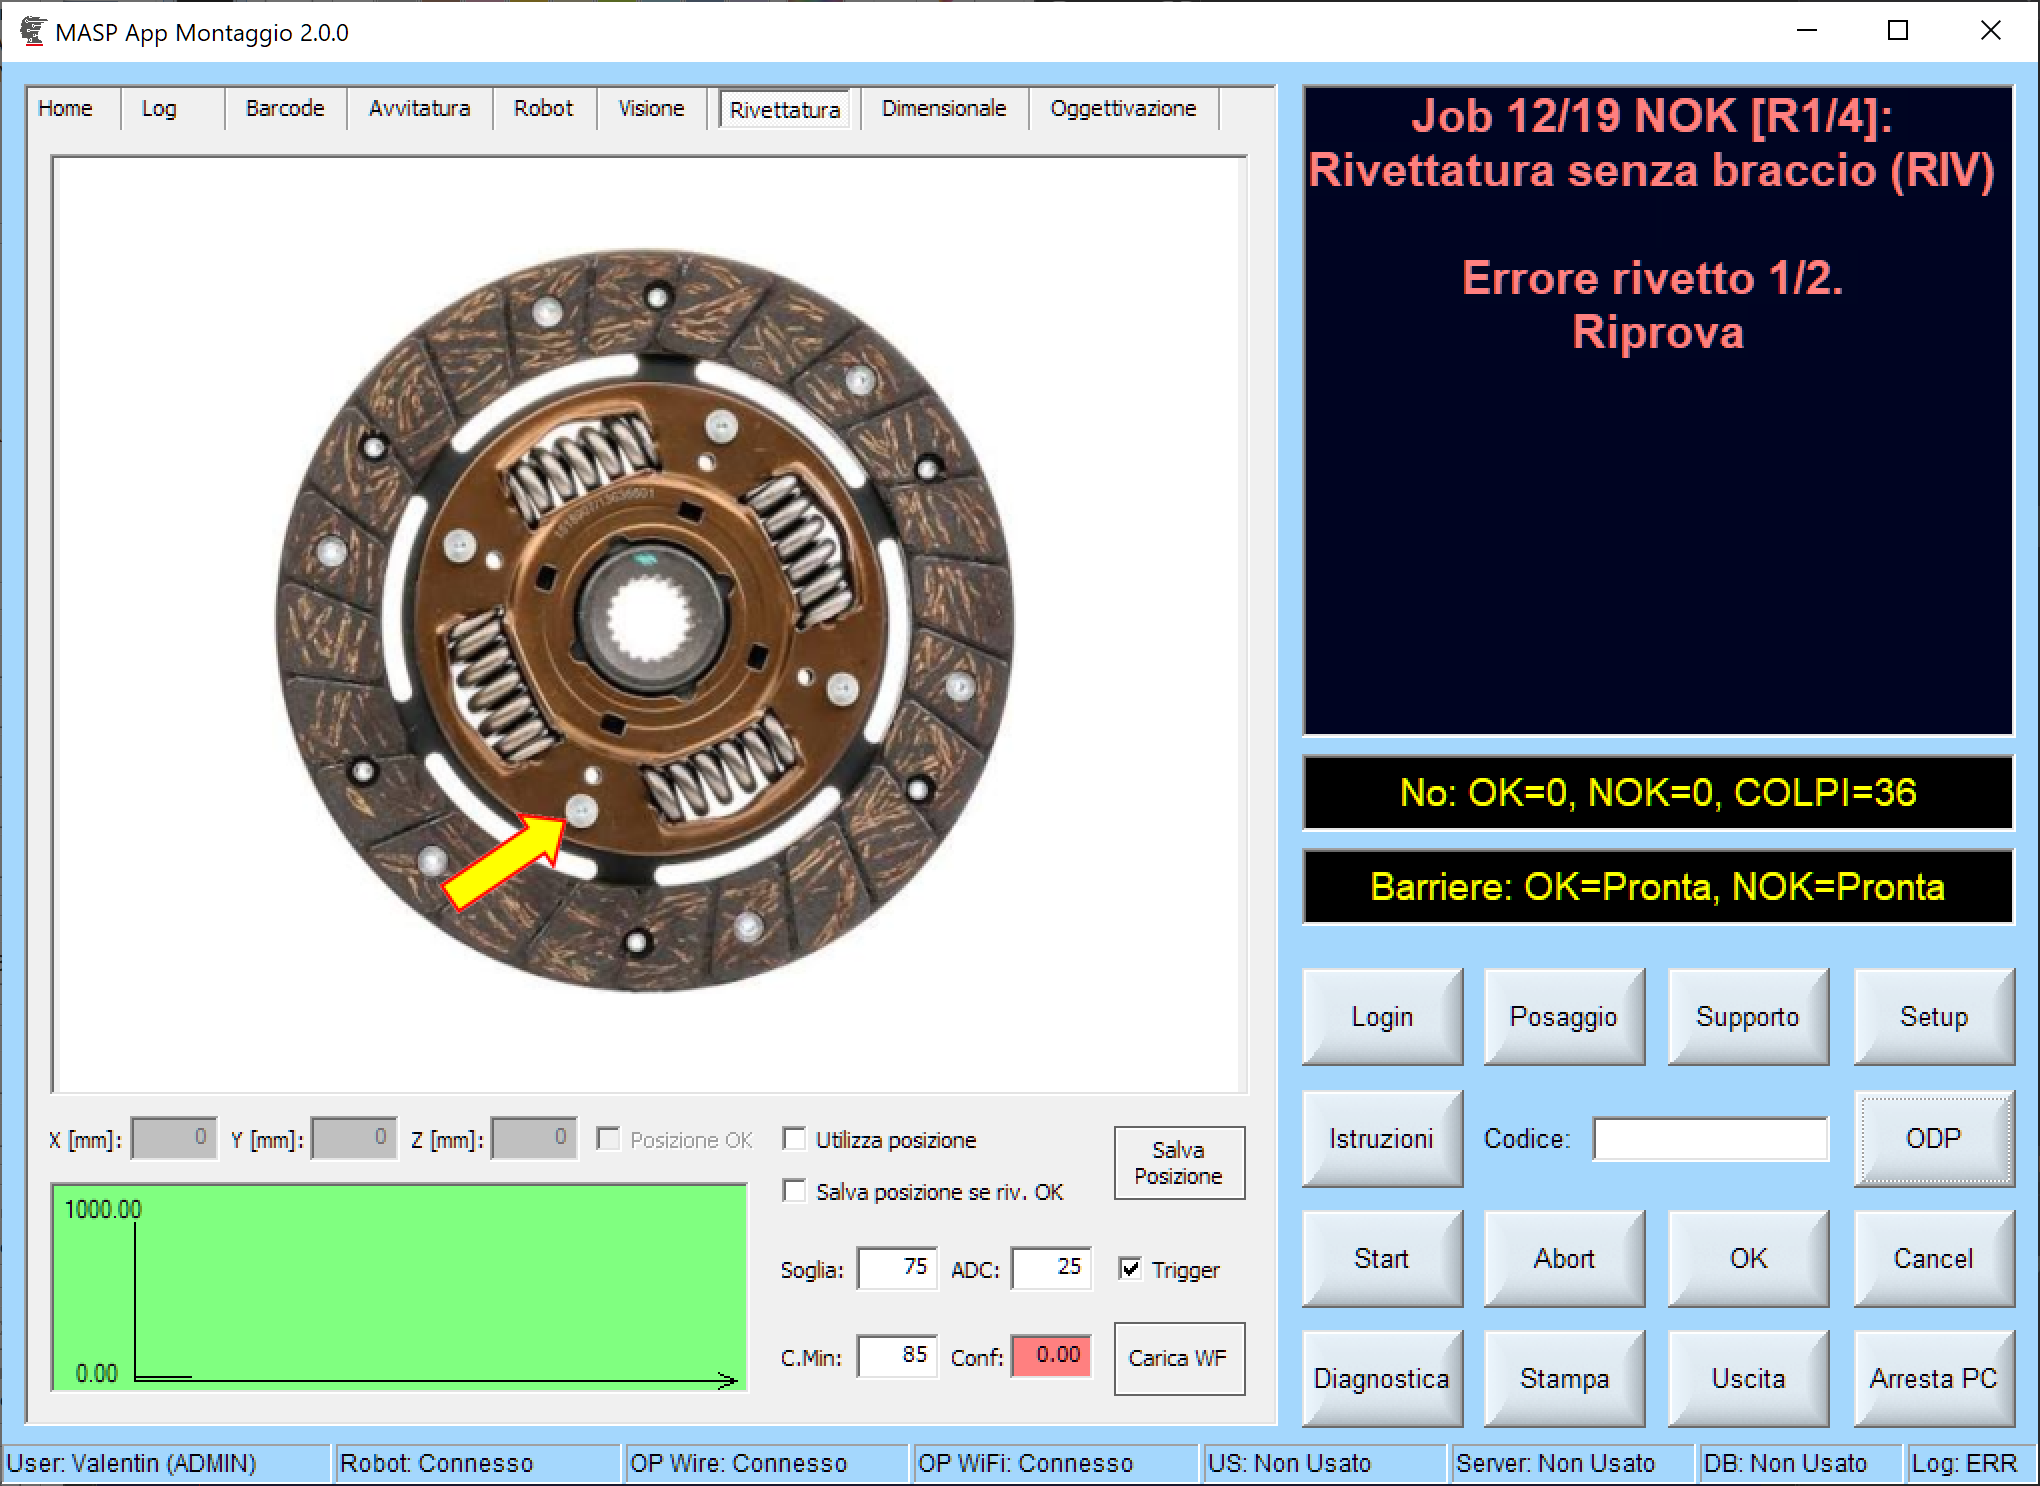 MASP App Montaggio 2.0.0
Home Log Barcode Avvitatura Robot Visione Rivettatura Dimensionale Oggettivazione
Job 12/19 NOK [R1/4]:
Rivettatura senza braccio (RIV)
Errore rivetto 1/2.
Riprova
No: OK=0, NOK=0, COLPI=36
Barriere: OK=Pronta, NOK=Pronta
X [mm]: 0 Y [mm]: 0 Z [mm]: 0 Posizione OK Utilizza posizione
Salva posizione se riv. OK
Salva
Posizione
1000.00
0.00
Soglia: 75 ADC: 25 Trigger
C.Min: 85 Conf: 0.00 Carica WF
Login Posaggio Supporto Setup
Istruzioni Codice: ODP
Start Abort OK Cancel
Diagnostica Stampa Uscita Arresta PC
User: Valentin (ADMIN) Robot: Connesso OP Wire: Connesso OP WiFi: Connesso US: Non Usato Server: Non Usato DB: Non Usato Log: ERR